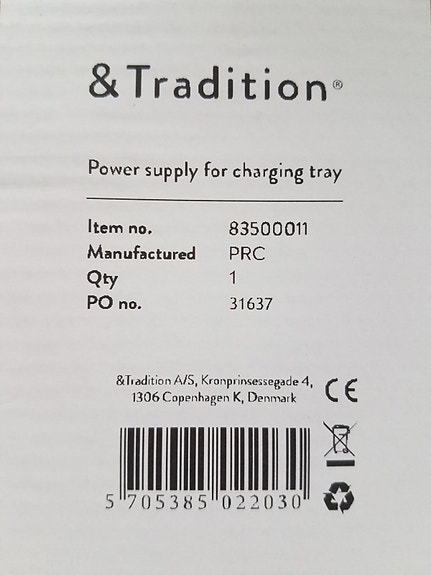 &Tradition®
Power supply for charging tray
Item no. 83500011
Manufactured PRC
Qty 1
PO no. 31637
&Tradition A/S, Kronprinsessegade 4,
1306 Copenhagen K, Denmark
CE
5 705385 022030